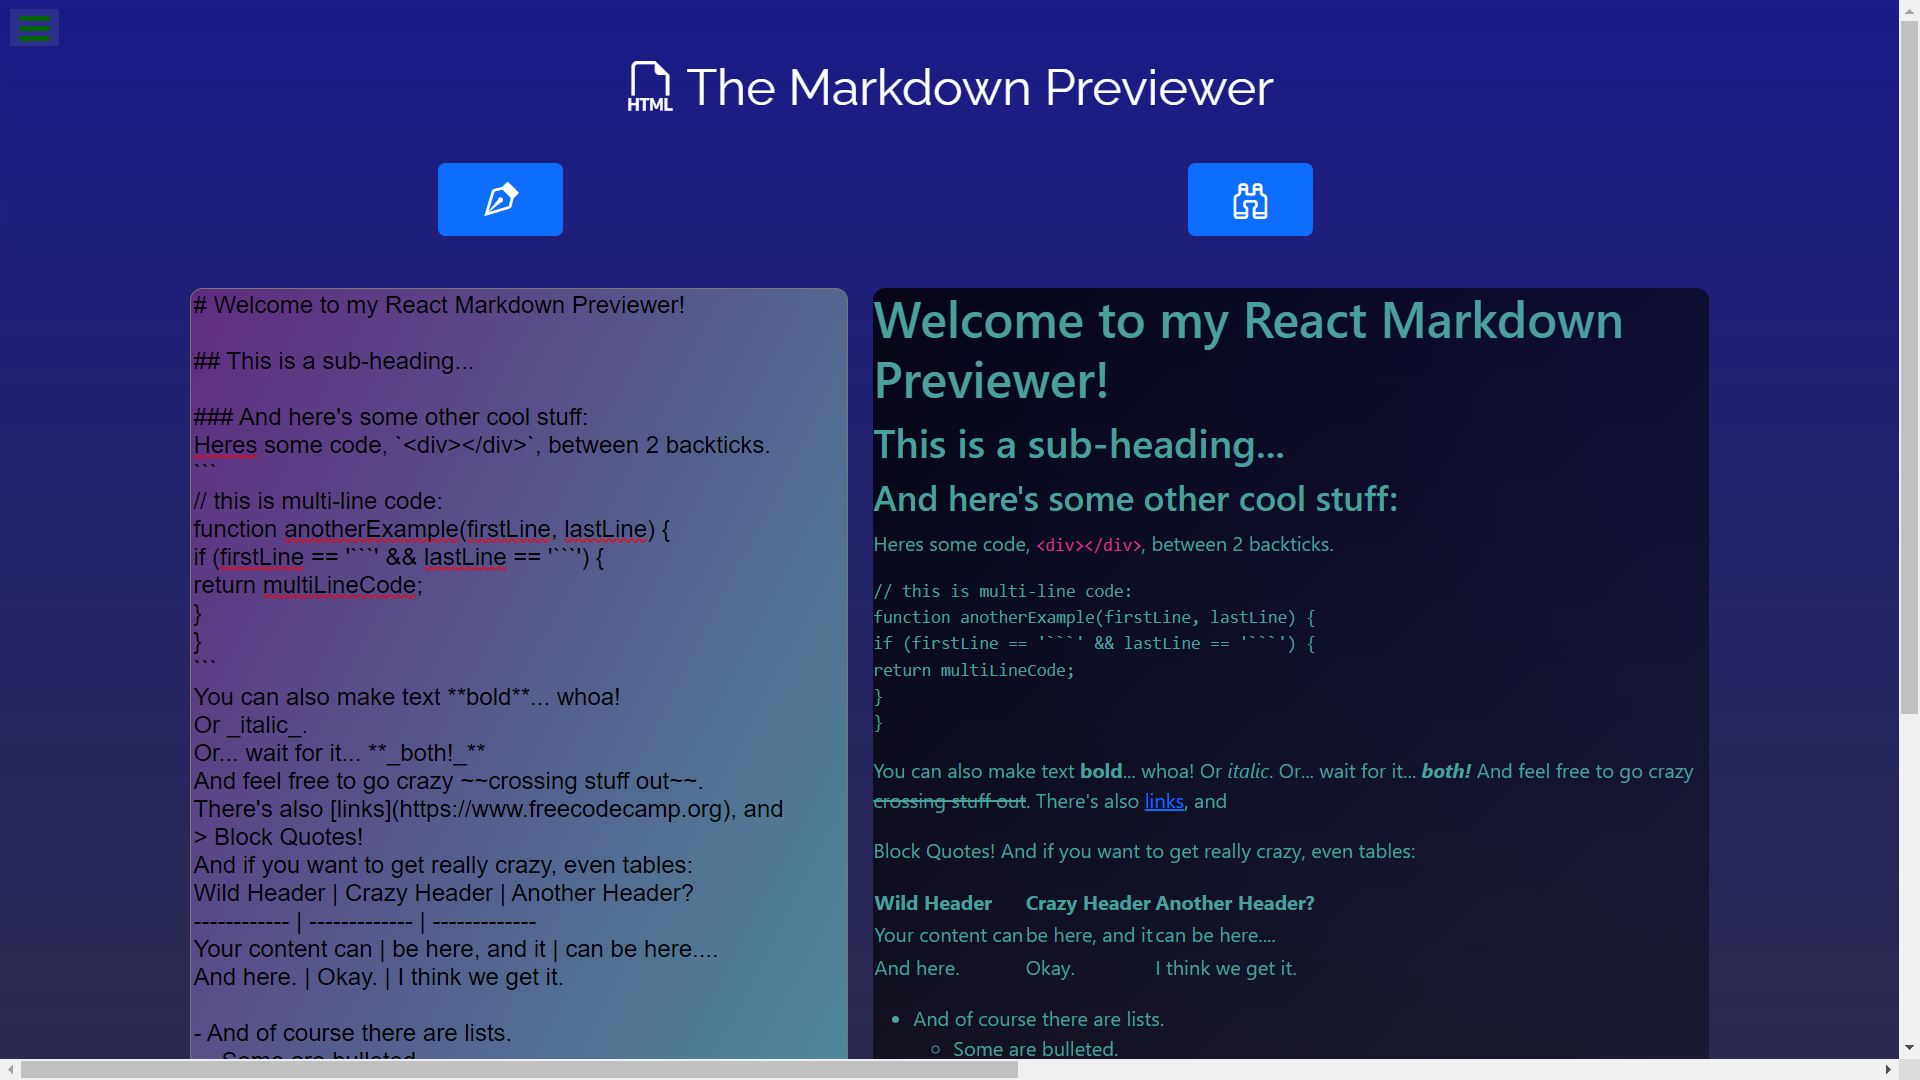 HTML The Markdown Previewer
# Welcome to my React Markdown Previewer!
## This is a sub-heading...
### And here's some other cool stuff:
Heres some code, `<div></div>`, between 2 backticks.
```
// this is multi-line code:
function anotherExample(firstLine, lastLine) {
if (firstLine == '```' && lastLine == '```') {
return multiLineCode;
}
}
```
You can also make text **bold**... whoa!
Or _italic_.
Or... wait for it... **_both!_**
And feel free to go crazy ~~crossing stuff out~~.
There's also [links](https://www.freecodecamp.org), and
> Block Quotes!
And if you want to get really crazy, even tables:
Wild Header | Crazy Header | Another Header?
------------ | ------------- | -------------
Your content can | be here, and it | can be here....
And here. | Okay. | I think we get it.
- And of course there are lists.
- Some are bulleted.
Welcome to my React Markdown
Previewer!
This is a sub-heading...
And here's some other cool stuff:
Heres some code, <div></div>, between 2 backticks.
// this is multi-line code:
function anotherExample(firstLine, lastLine) {
if (firstLine == '```' && lastLine == '```') {
return multiLineCode;
}
}
You can also make text bold... whoa! Or italic. Or... wait for it... both! And feel free to go crazy
crossing stuff out. There's also links, and
Block Quotes! And if you want to get really crazy, even tables:
Wild Header Crazy Header Another Header?
Your content can be here, and it can be here....
And here. Okay. I think we get it.
• And of course there are lists.
○ Some are bulleted.